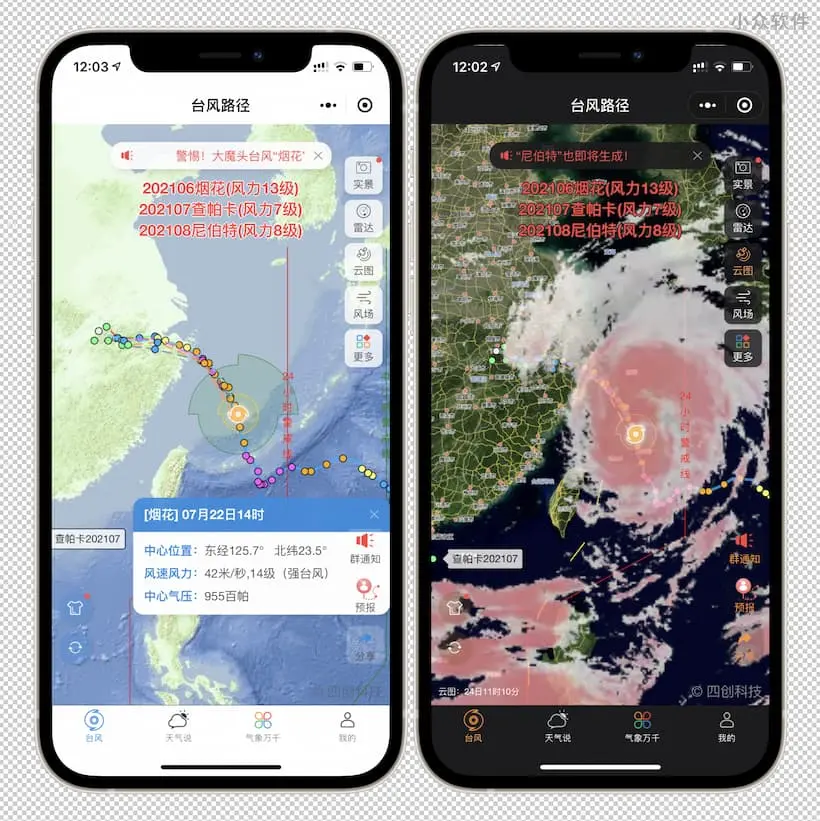 小众软件
12:03
台风路径
警惕！大魔头台风"烟花"
202106烟花(风力13级)
202107查帕卡(风力7级)
202108尼伯特(风力8级)
实景
雷达
云图
风场
更多
24小时警戒线
[烟花] 07月22日14时
中心位置：东经125.7° 北纬23.5°
风速风力：42米/秒,14级（强台风）
中心气压：955百帕
查帕卡202107
群通知
预报
分享
四创科技
台风
天气说
气象万千
我的
12:02
台风路径
"尼伯特"也即将生成！
202106烟花(风力13级)
202107查帕卡(风力7级)
202108尼伯特(风力8级)
实景
雷达
云图
风场
更多
24小时警戒线
查帕卡202107
群通知
预报
云图：24日11时10分
© 四创科技
台风
天气说
气象万千
我的